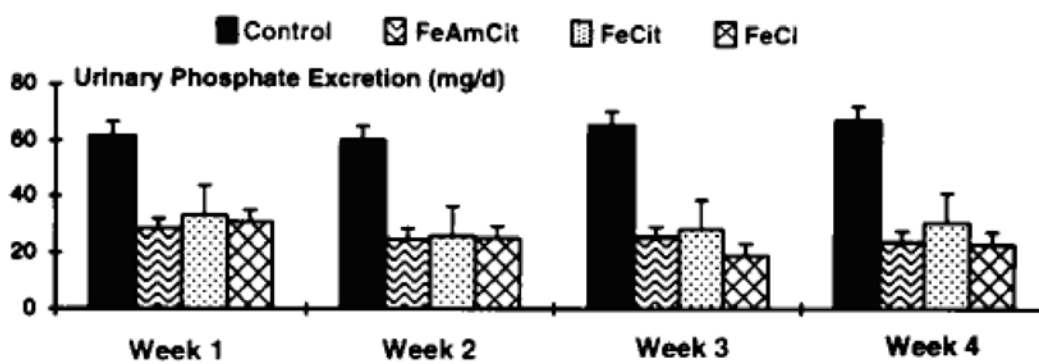 Control FeAmCit FeCit FeCl
Urinary Phosphate Excretion (mg/d)
80
60
40
20
0
Week 1 Week 2 Week 3 Week 4